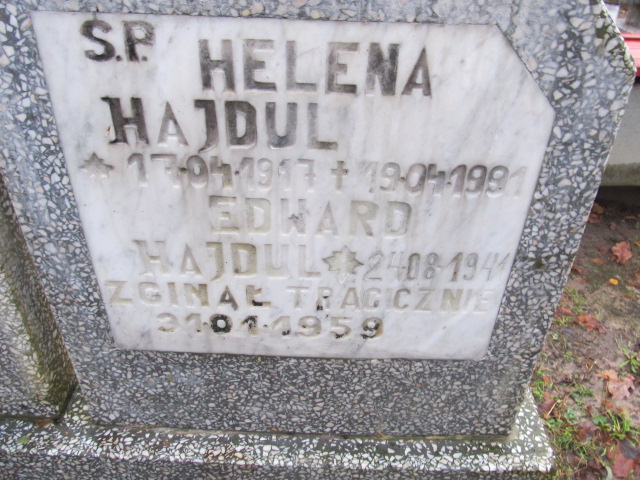 Ś.P. HELENA
HAJDUL
* 17·04·1917 + 19·04·1991
EDWARD
HAJDUL * 24·08·1941
ZGINĄŁ TRAGICZNIE
31·01·1959